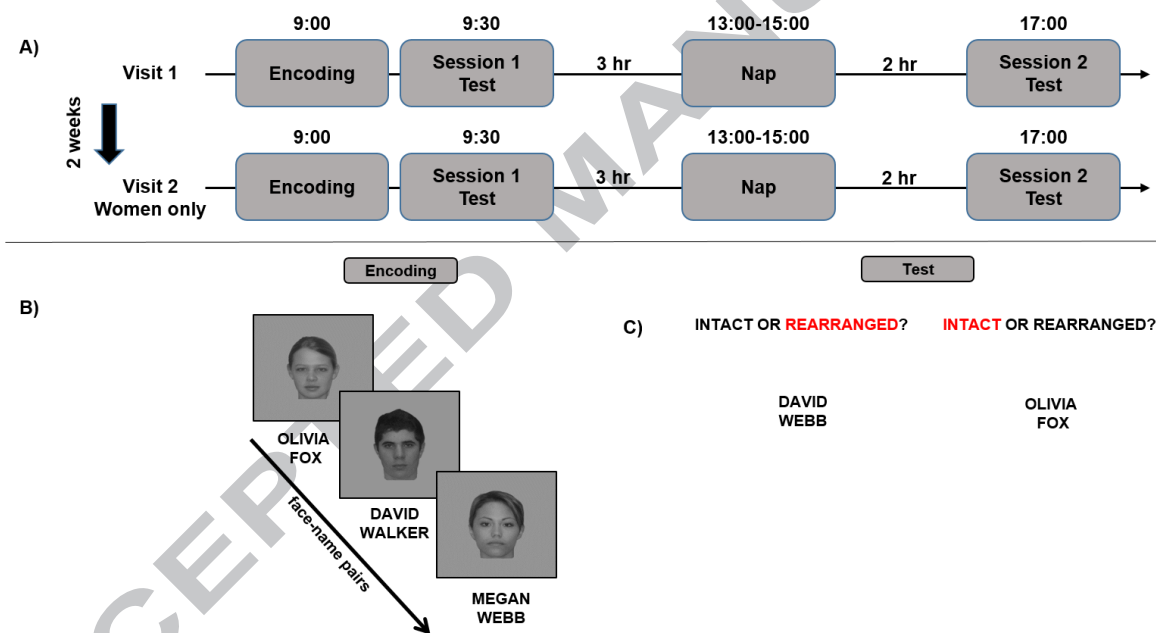 A)
9:00 9:30 13:00-15:00 17:00
Visit 1 Encoding Session 1 Test 3 hr Nap 2 hr Session 2 Test
2 weeks
9:00 9:30 13:00-15:00 17:00
Visit 2 Women only Encoding Session 1 Test 3 hr Nap 2 hr Session 2 Test
Encoding
B)
OLIVIA
FOX
DAVID
WALKER
MEGAN
WEBB
face-name pairs
Test
C)
INTACT OR REARRANGED?
DAVID
WEBB
INTACT OR REARRANGED?
OLIVIA
FOX